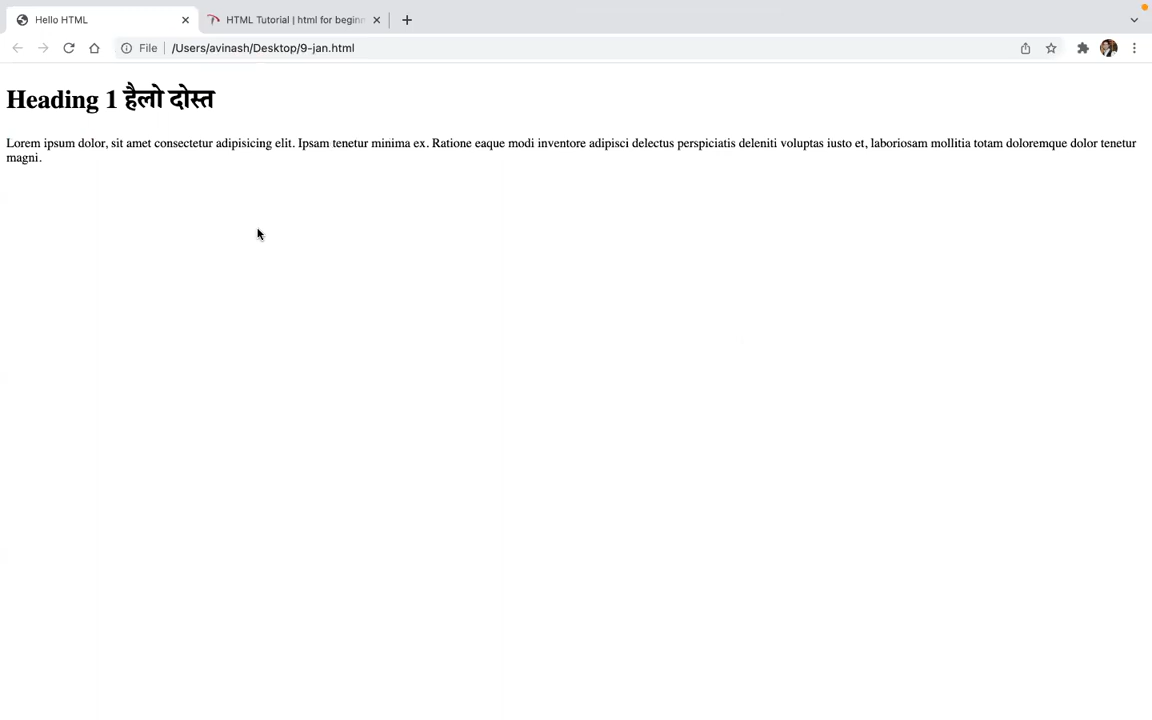 Hello HTML
HTML Tutorial | html for beginn
File
/Users/avinash/Desktop/9-jan.html
Heading 1 हैलो दोस्त
Lorem ipsum dolor, sit amet consectetur adipisicing elit. Ipsam tenetur minima ex. Ratione eaque modi inventore adipisci delectus perspiciatis deleniti voluptas iusto et, laboriosam mollitia totam doloremque dolor tenetur
magni.